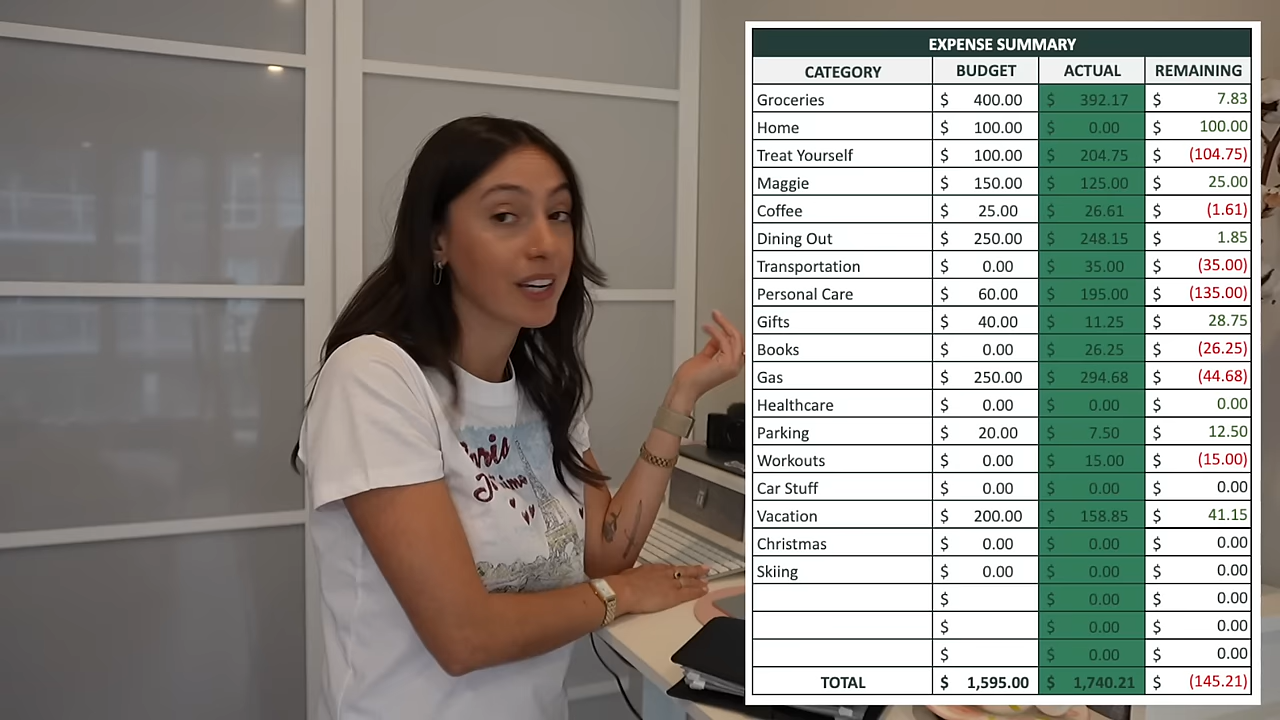 EXPENSE SUMMARY
CATEGORY BUDGET ACTUAL REMAINING
Groceries $ 400.00 $ 392.17 $ 7.83
Home $ 100.00 $ 0.00 $ 100.00
Treat Yourself $ 100.00 $ 204.75 $ (104.75)
Maggie $ 150.00 $ 125.00 $ 25.00
Coffee $ 25.00 $ 26.61 $ (1.61)
Dining Out $ 250.00 $ 248.15 $ 1.85
Transportation $ 0.00 $ 35.00 $ (35.00)
Personal Care $ 60.00 $ 195.00 $ (135.00)
Gifts $ 40.00 $ 11.25 $ 28.75
Books $ 0.00 $ 26.25 $ (26.25)
Gas $ 250.00 $ 294.68 $ (44.68)
Healthcare $ 0.00 $ 0.00 $ 0.00
Parking $ 20.00 $ 7.50 $ 12.50
Workouts $ 0.00 $ 15.00 $ (15.00)
Car Stuff $ 0.00 $ 0.00 $ 0.00
Vacation $ 200.00 $ 158.85 $ 41.15
Christmas $ 0.00 $ 0.00 $ 0.00
Skiing $ 0.00 $ 0.00 $ 0.00
$ $ 0.00 $ 0.00
$ $ 0.00 $ 0.00
$ $ 0.00 $ 0.00
TOTAL $ 1,595.00 $ 1,740.21 $ (145.21)